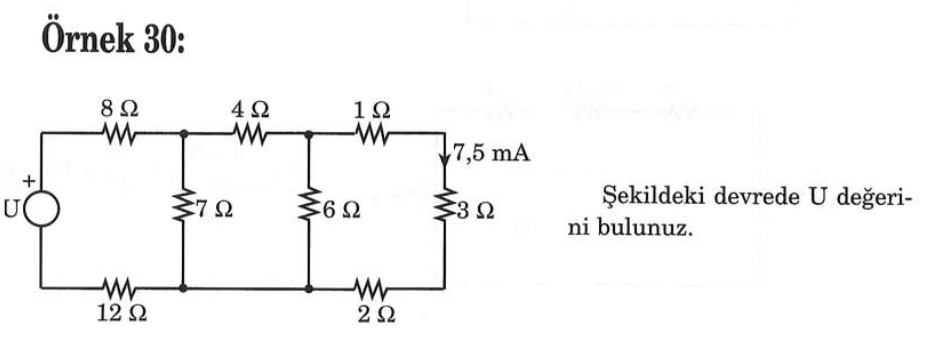 Örnek 30:
8 Ω
4 Ω
1 Ω
7,5 mA
+
U
7 Ω
6 Ω
3 Ω
Şekildeki devrede U değeri-
ni bulunuz.
12 Ω
2 Ω